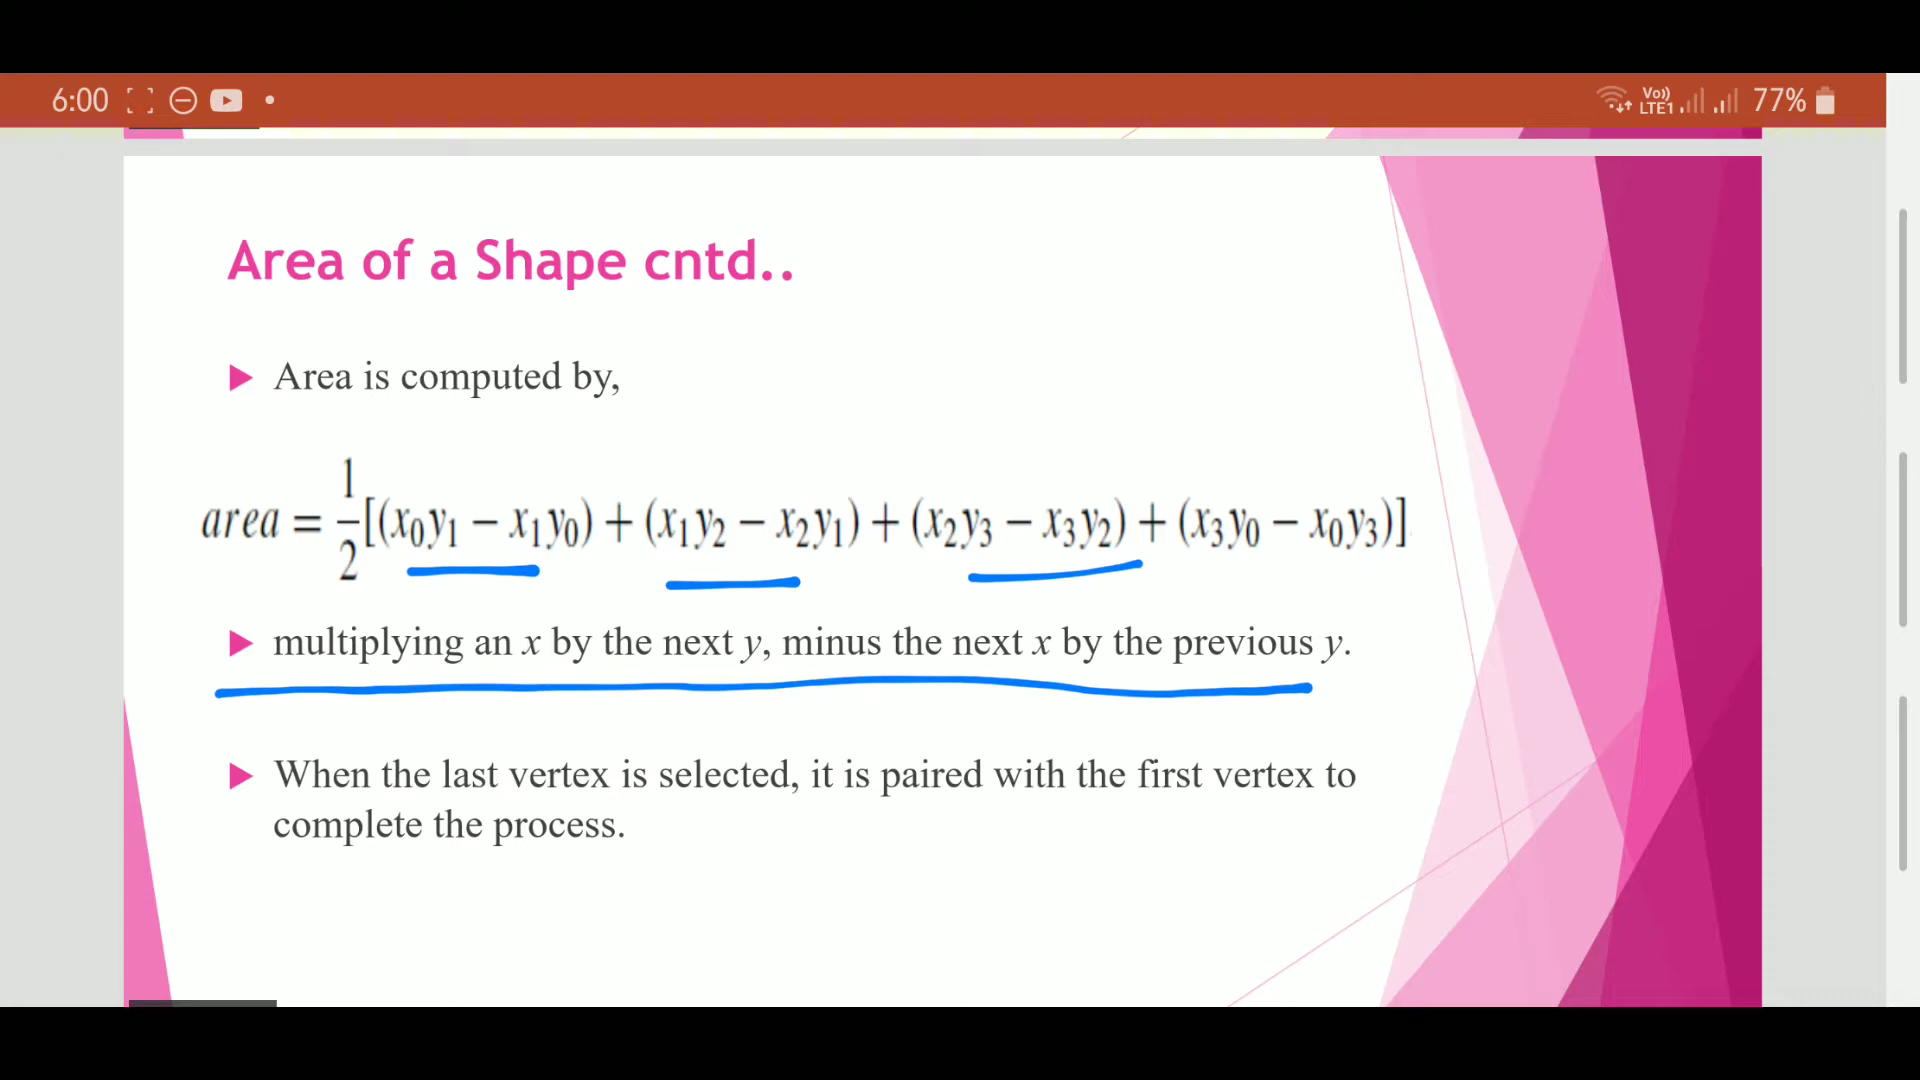 6:00
Vo)) LTE1 77%
Area of a Shape cntd..
Area is computed by,
area = 1/2[(x₀y₁ − x₁y₀) + (x₁y₂ − x₂y₁) + (x₂y₃ − x₃y₂) + (x₃y₀ − x₀y₃)]
multiplying an x by the next y, minus the next x by the previous y.
When the last vertex is selected, it is paired with the first vertex to
complete the process.